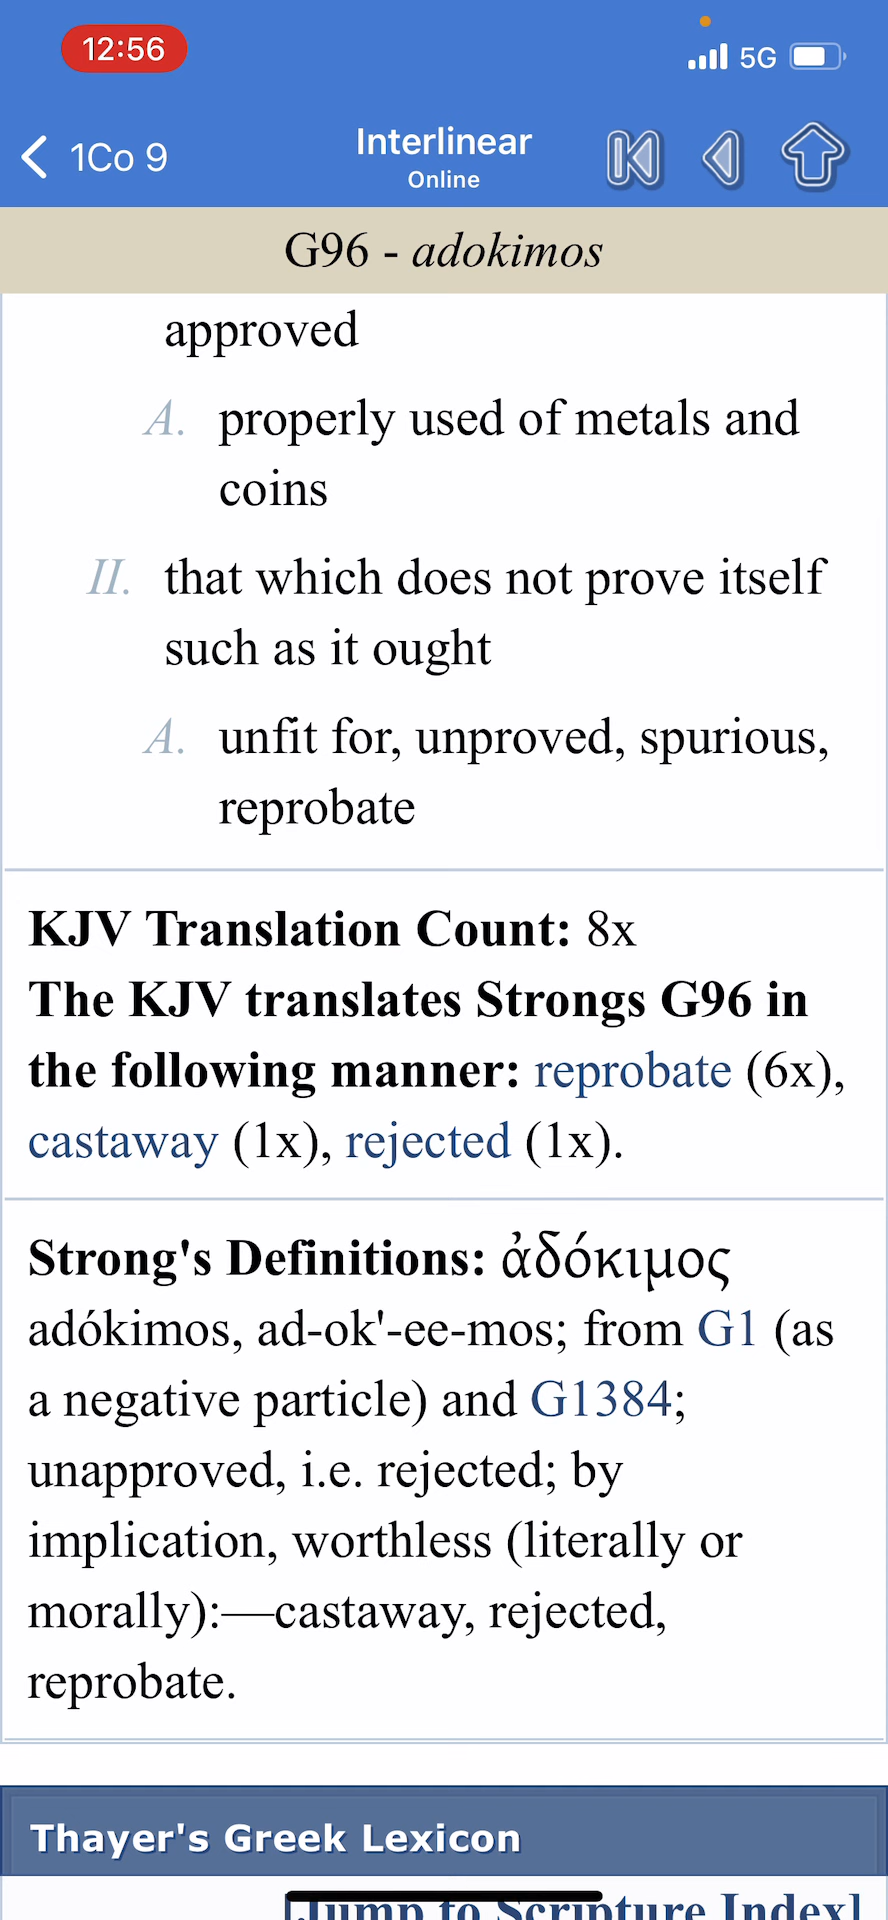 12:56
5G
1Co 9
Interlinear
Online
G96 - adokimos
approved
A. properly used of metals and
coins
II. that which does not prove itself
such as it ought
A. unfit for, unproved, spurious,
reprobate
KJV Translation Count: 8x
The KJV translates Strongs G96 in
the following manner: reprobate (6x),
castaway (1x), rejected (1x).
Strong's Definitions: ἀδόκιμος
adókimos, ad-ok'-ee-mos; from G1 (as
a negative particle) and G1384;
unapproved, i.e. rejected; by
implication, worthless (literally or
morally):—castaway, rejected,
reprobate.
Thayer's Greek Lexicon
[Jump to Scripture Index]